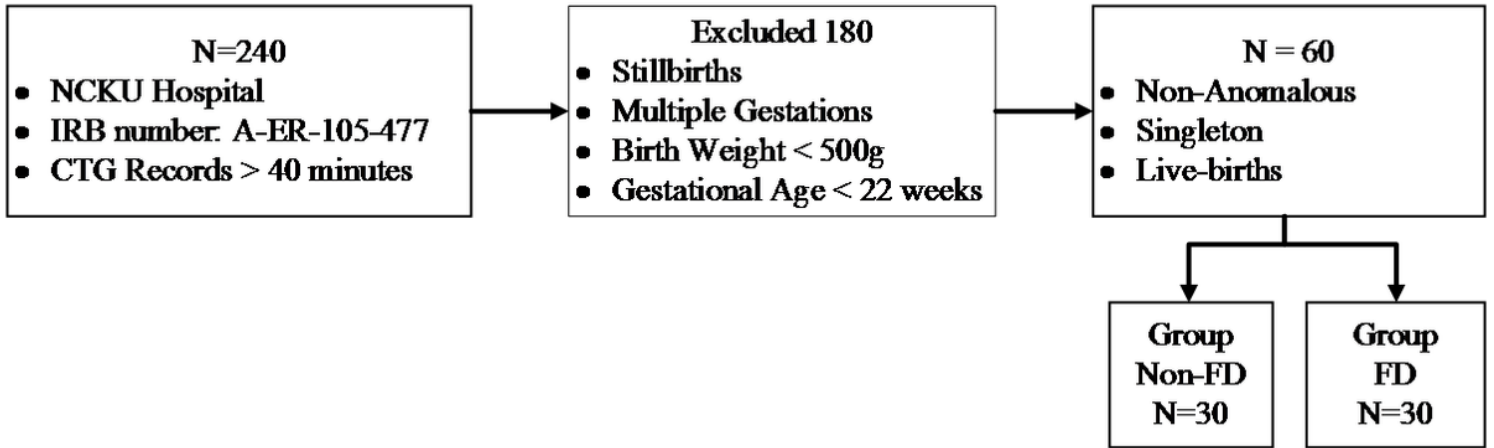 N=240
• NCKU Hospital
• IRB number: A-ER-105-477
• CTG Records > 40 minutes
Excluded 180
• Stillbirths
• Multiple Gestations
• Birth Weight < 500g
• Gestational Age < 22 weeks
N = 60
• Non-Anomalous
• Singleton
• Live-births
Group
Non-FD
N=30
Group
FD
N=30